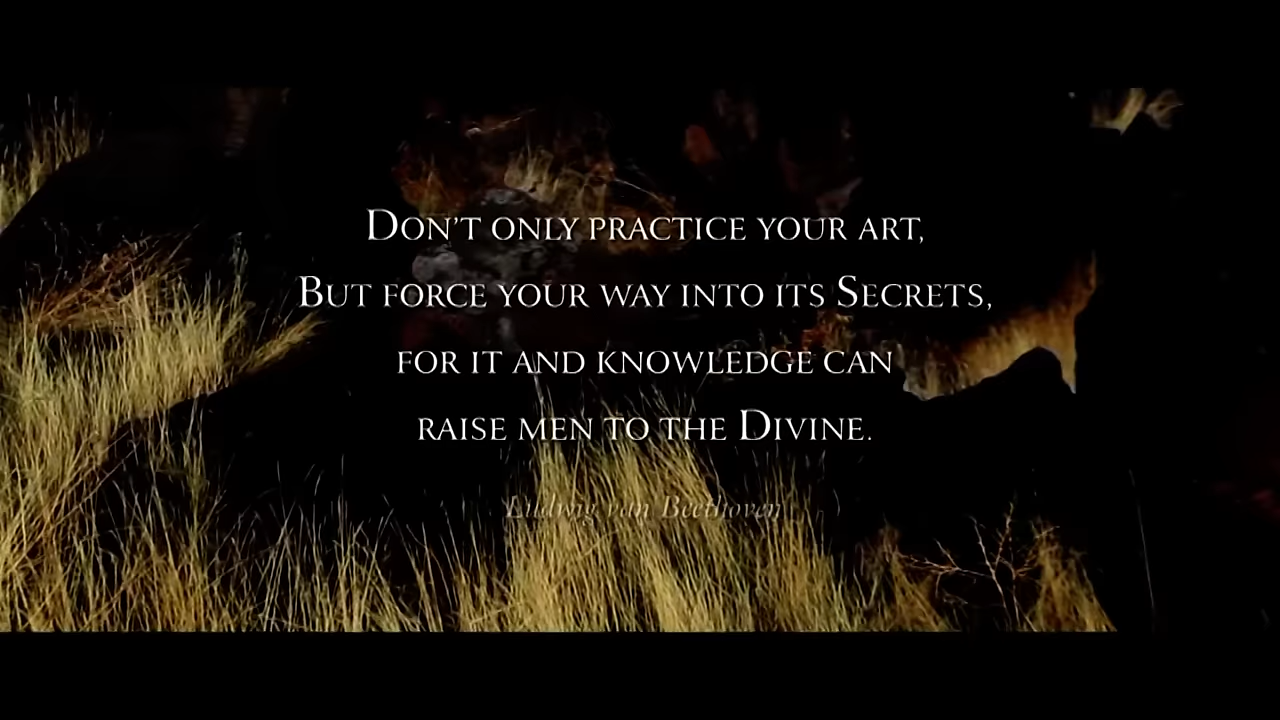 Don't only practice your art,
But force your way into its Secrets,
for it and knowledge can
raise men to the Divine.
Ludwig van Beethoven